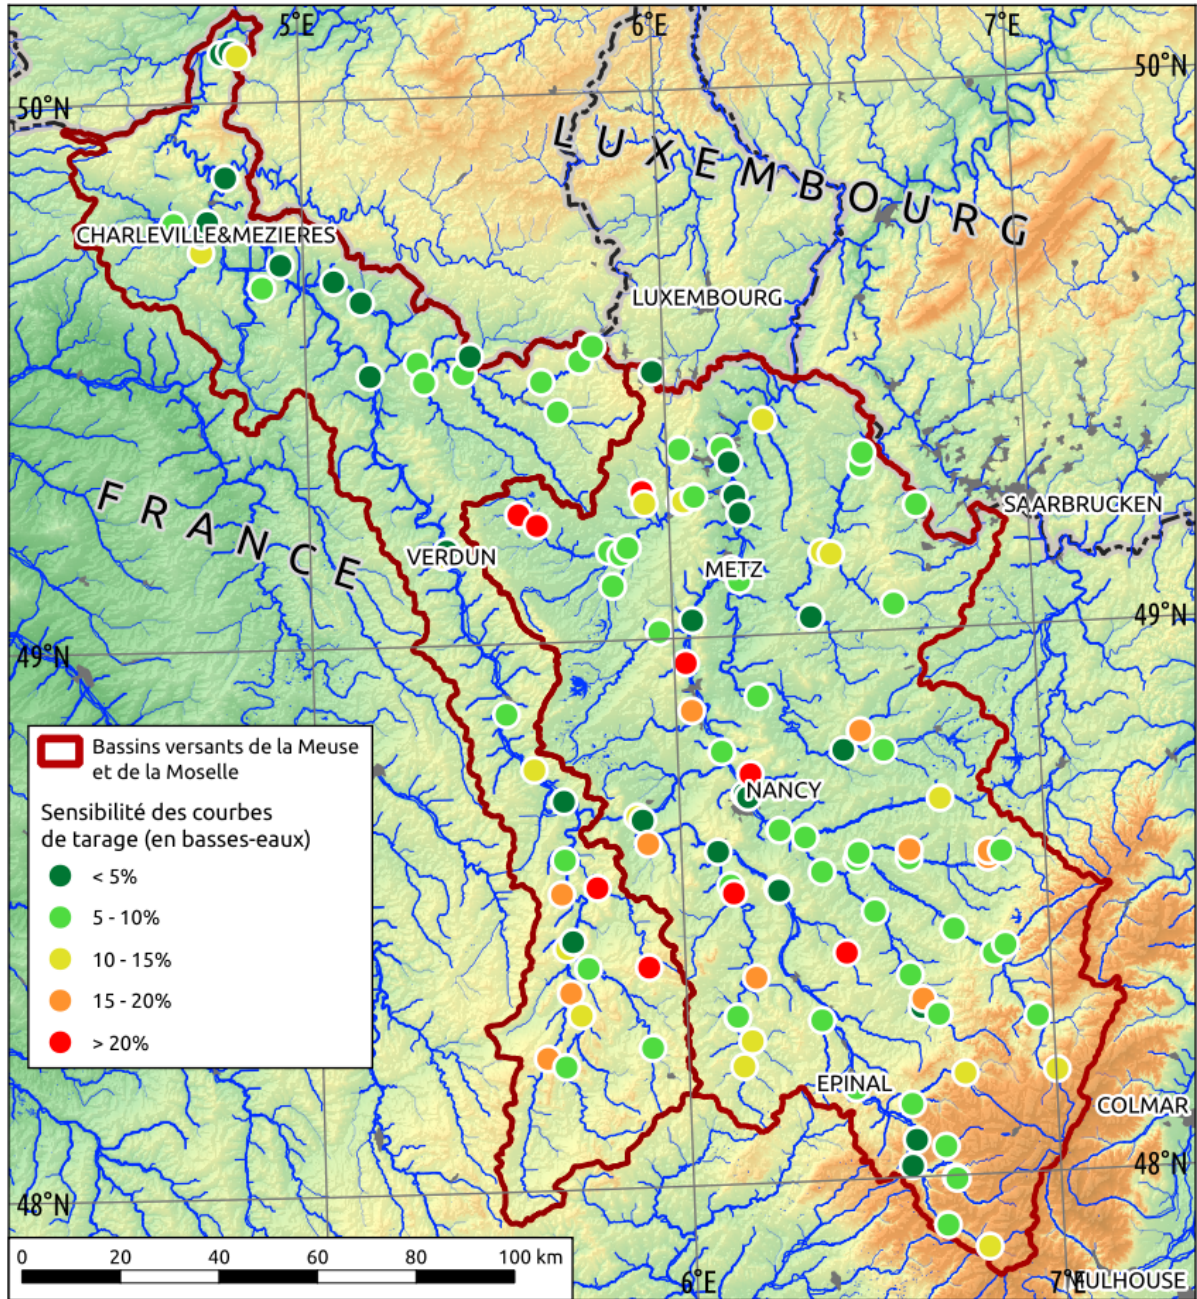 5°E
6°E
7°E
50°N
50°N
LUXEMBOURG
CHARLEVILLE&MEZIERES
LUXEMBOURG
FRANCE
SAARBRUCKEN
VERDUN
METZ
49°N
49°N
NANCY
Bassins versants de la Meuse
et de la Moselle
Sensibilité des courbes
de tarage (en basses-eaux)
< 5%
5 - 10%
10 - 15%
15 - 20%
> 20%
EPINAL
COLMAR
48°N
48°N
0 20 40 60 80 100 km
6°E
7°E
MULHOUSE